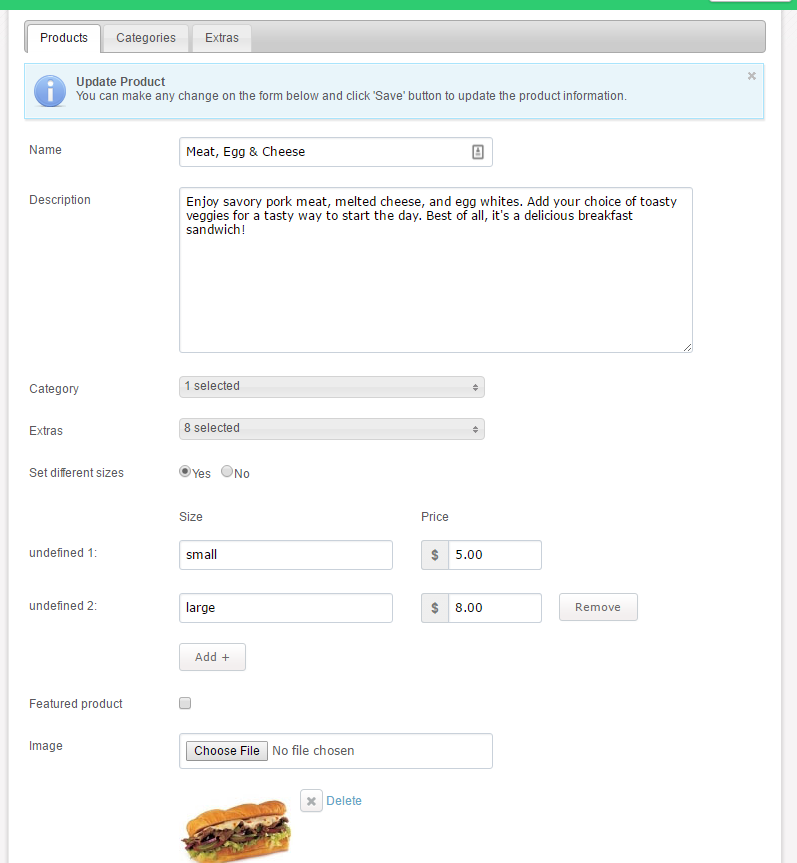 Products Categories Extras
Update Product
You can make any change on the form below and click 'Save' button to update the product information.
Name Meat, Egg & Cheese
Description Enjoy savory pork meat, melted cheese, and egg whites. Add your choice of toasty
veggies for a tasty way to start the day. Best of all, it's a delicious breakfast
sandwich!
Category 1 selected
Extras 8 selected
Set different sizes Yes No
Size Price
undefined 1: small $ 5.00
undefined 2: large $ 8.00 Remove
Add +
Featured product
Image Choose File No file chosen
Delete